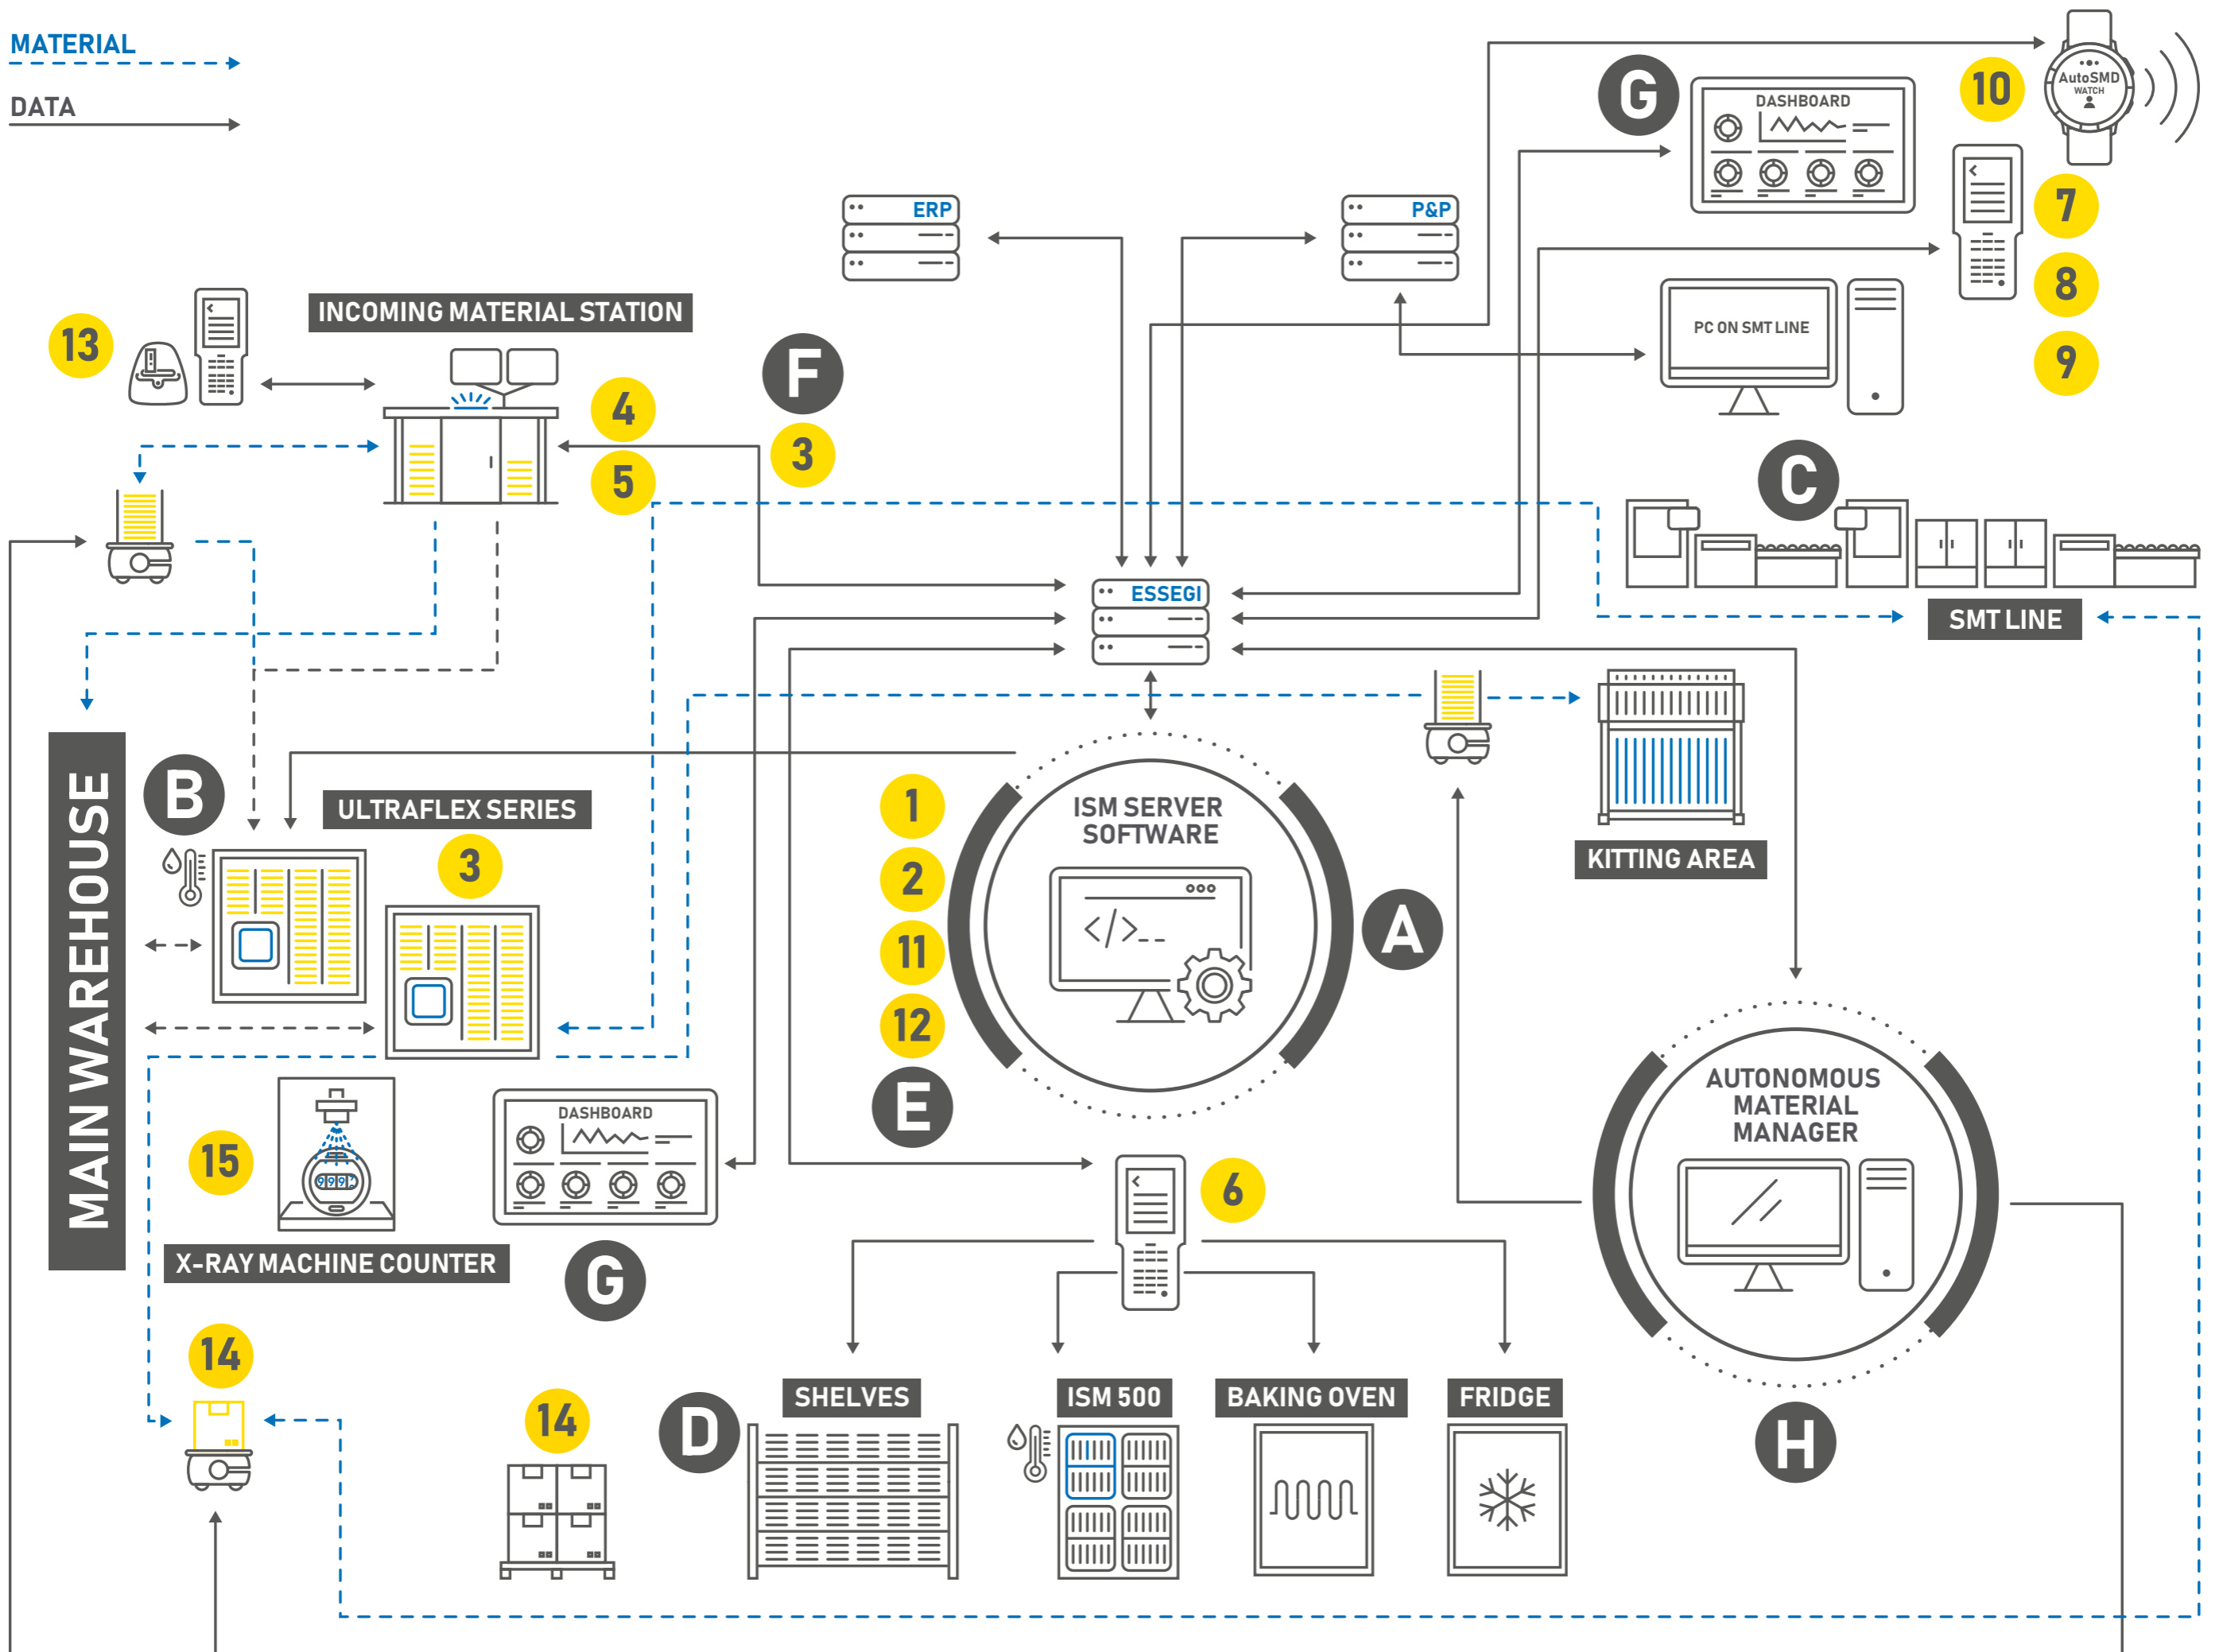 MATERIAL
DATA
10
AutoSMD
WATCH
G
DASHBOARD
7
8
9
ERP
P&P
PC ON SMT LINE
INCOMING MATERIAL STATION
13
F
3
4
5
C
SMT LINE
ESSEGI
MAIN WAREHOUSE
B
ULTRAFLEX SERIES
3
1
2
11
12
E
ISM SERVER
SOFTWARE
</>_ _
A
KITTING AREA
AUTONOMOUS
MATERIAL
MANAGER
H
15
999
X-RAY MACHINE COUNTER
DASHBOARD
G
6
14
14
D
SHELVES
ISM 500
BAKING OVEN
FRIDGE